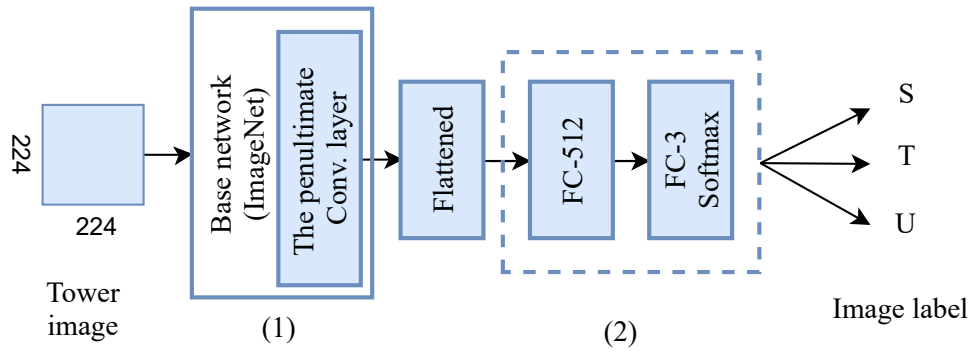 224
224
Tower
image
Base network
(ImageNet)
The penultimate
Conv. layer
(1)
Flattened
FC-512
FC-3
Softmax
(2)
S
T
U
Image label